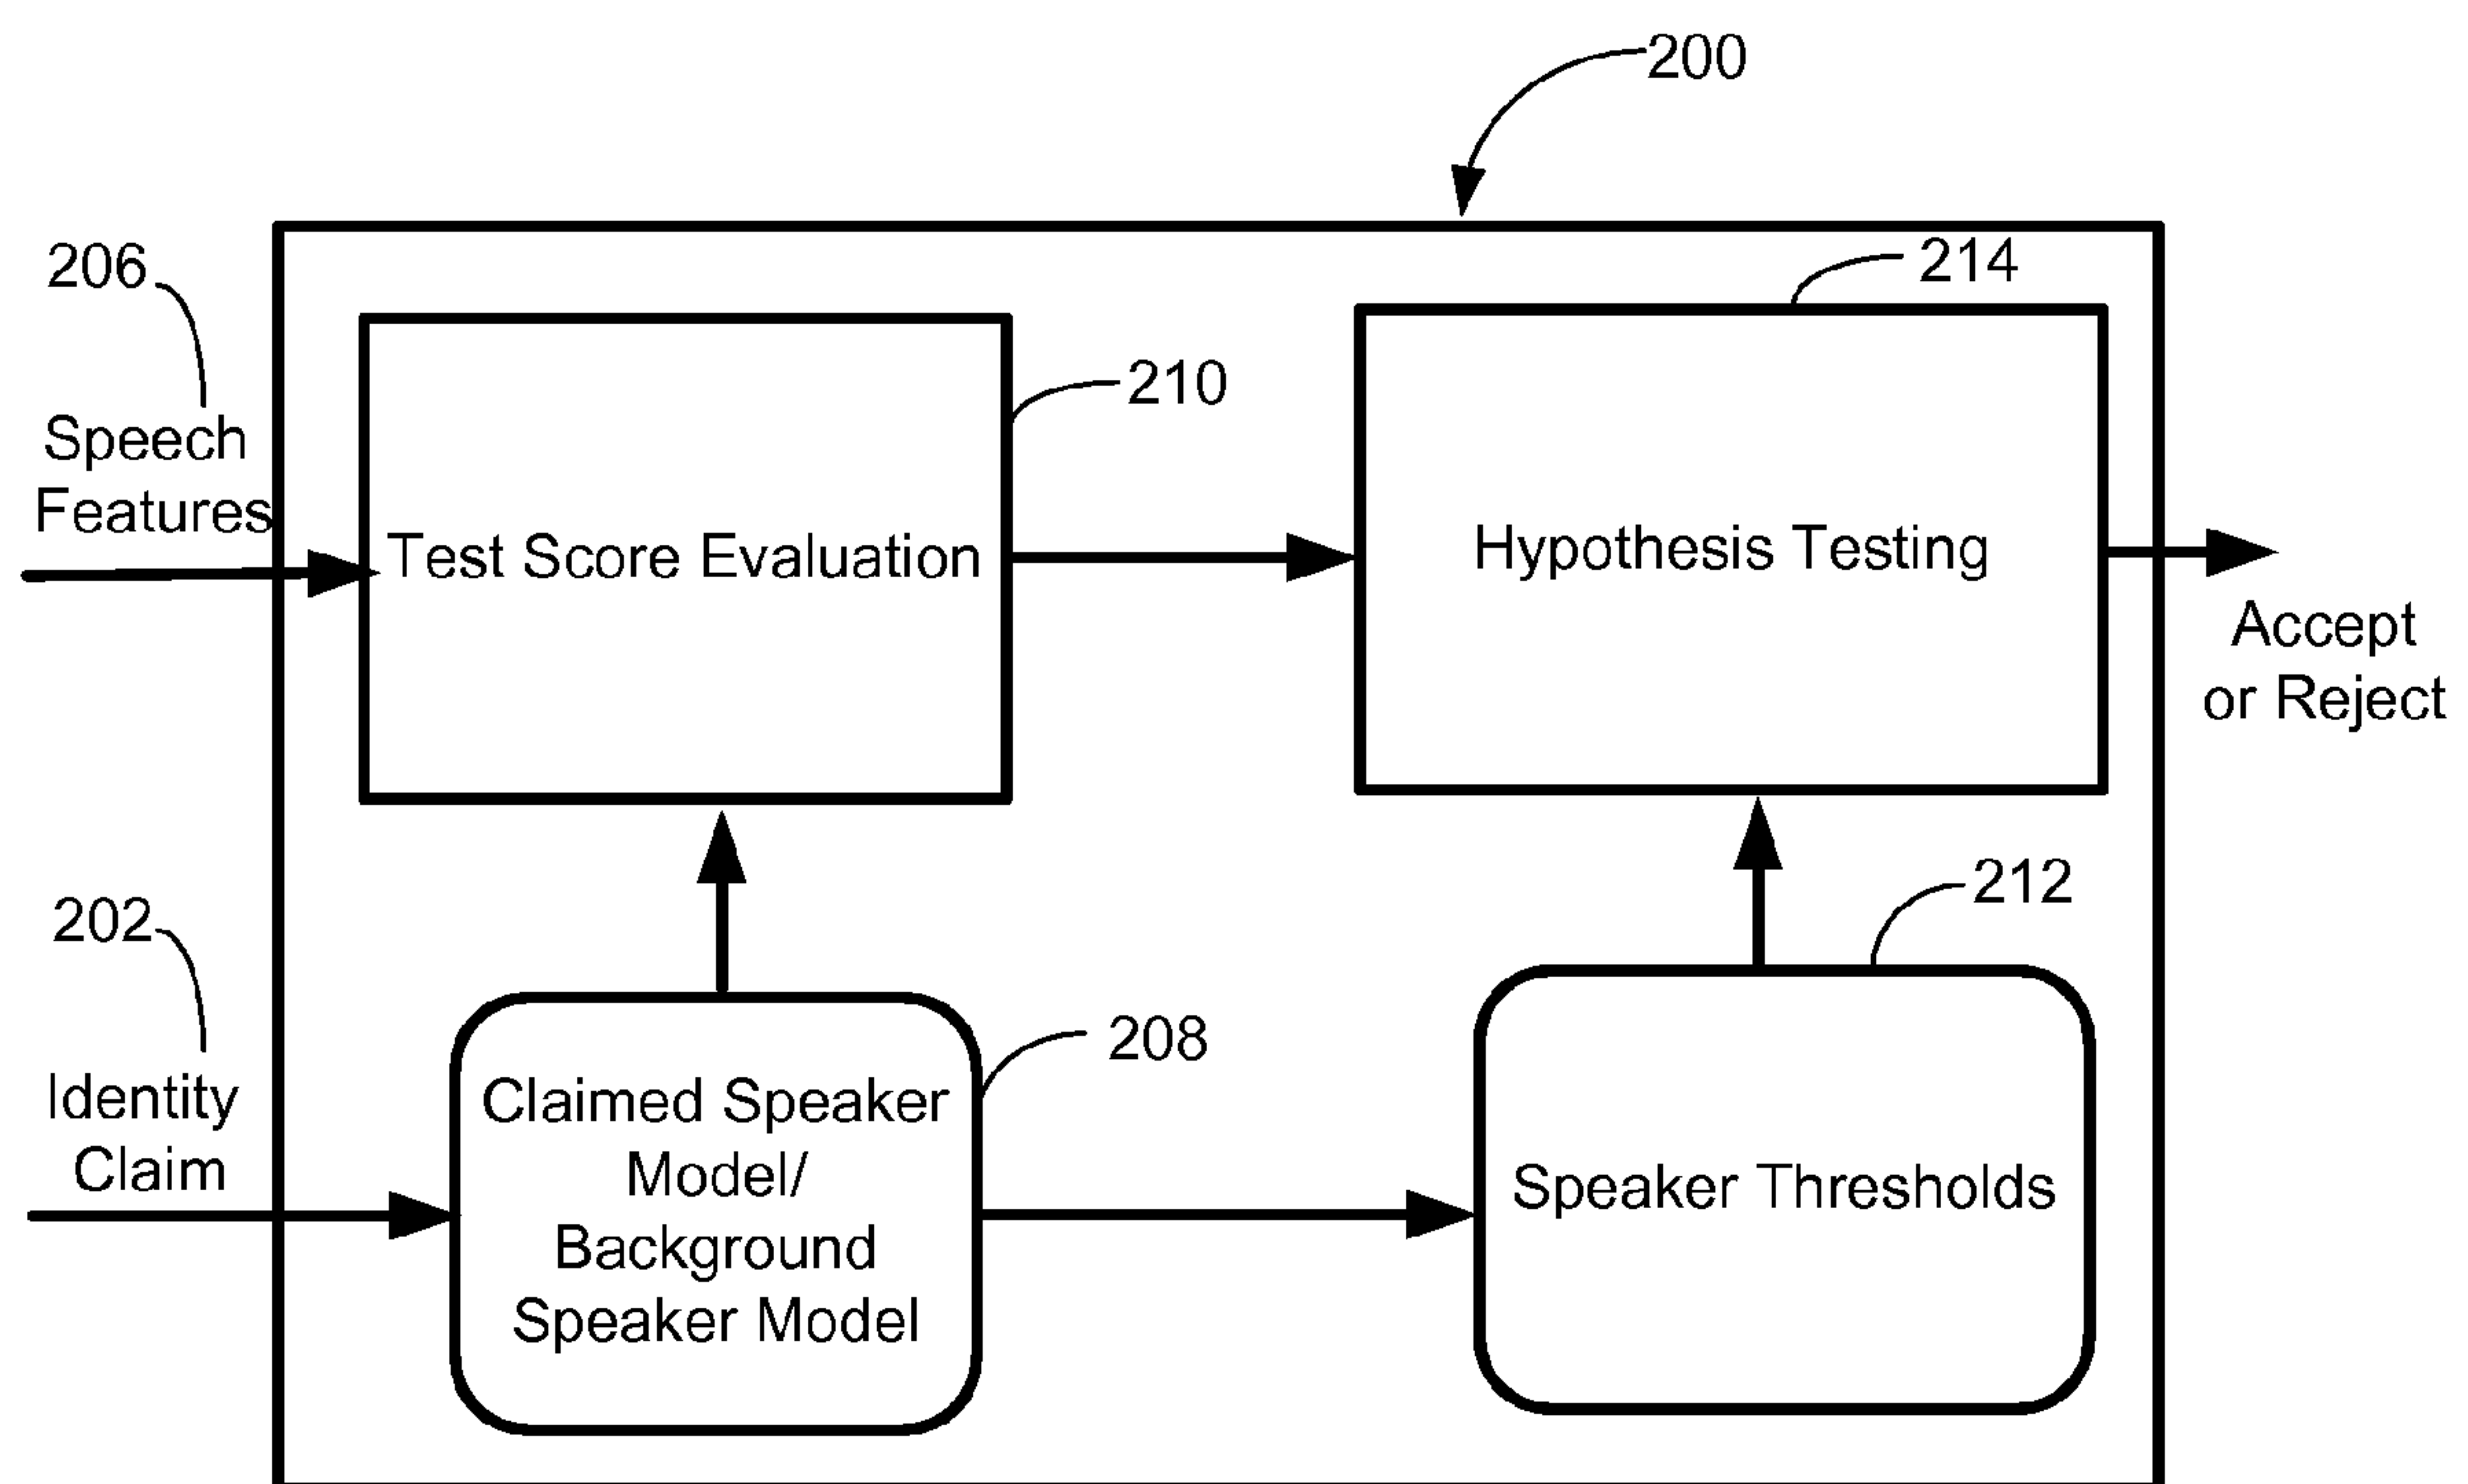 200
206
214
210
Speech
Features
Test Score Evaluation
Hypothesis Testing
Accept
or Reject
202
212
208
Identity
Claim
Claimed Speaker
Model/
Background
Speaker Model
Speaker Thresholds